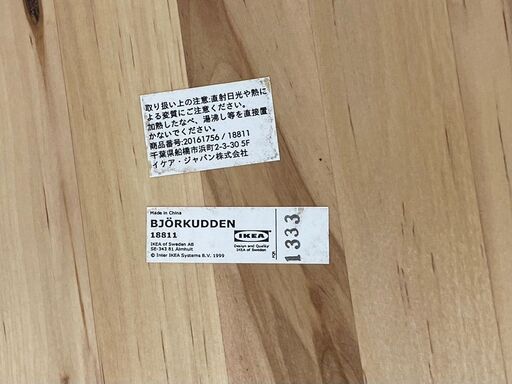 取り扱い上の注意:直射日光や熱に
よる変質にご注意ください。
加熱したなべ、湯沸し等を直接置
かないでください。
商品番号:20161756 / 18811
千葉県船橋市浜町2-3-30 5F
イケア・ジャパン株式会社
Made in China
BJÖRKUDDEN
18811
IKEA of Sweden AB
SE-343 81 Älmhult
© Inter IKEA Systems B.V. 1999
IKEA
Design and Quality
IKEA of Sweden
1333